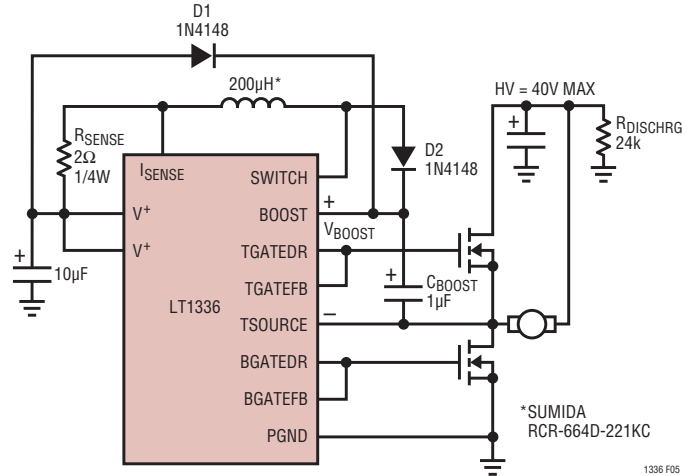 D1
1N4148
200µH*
HV = 40V MAX
+
RDISCHRG
24k
RSENSE
2Ω
1/4W
D2
1N4148
ISENSE
SWITCH
V+
BOOST
+
VBOOST
V+
TGATEDR
+
10µF
TGATEFB
+
CBOOST
1µF
LT1336
TSOURCE
–
BGATEDR
BGATEFB
*SUMIDA
RCR-664D-221KC
PGND
1336 F05